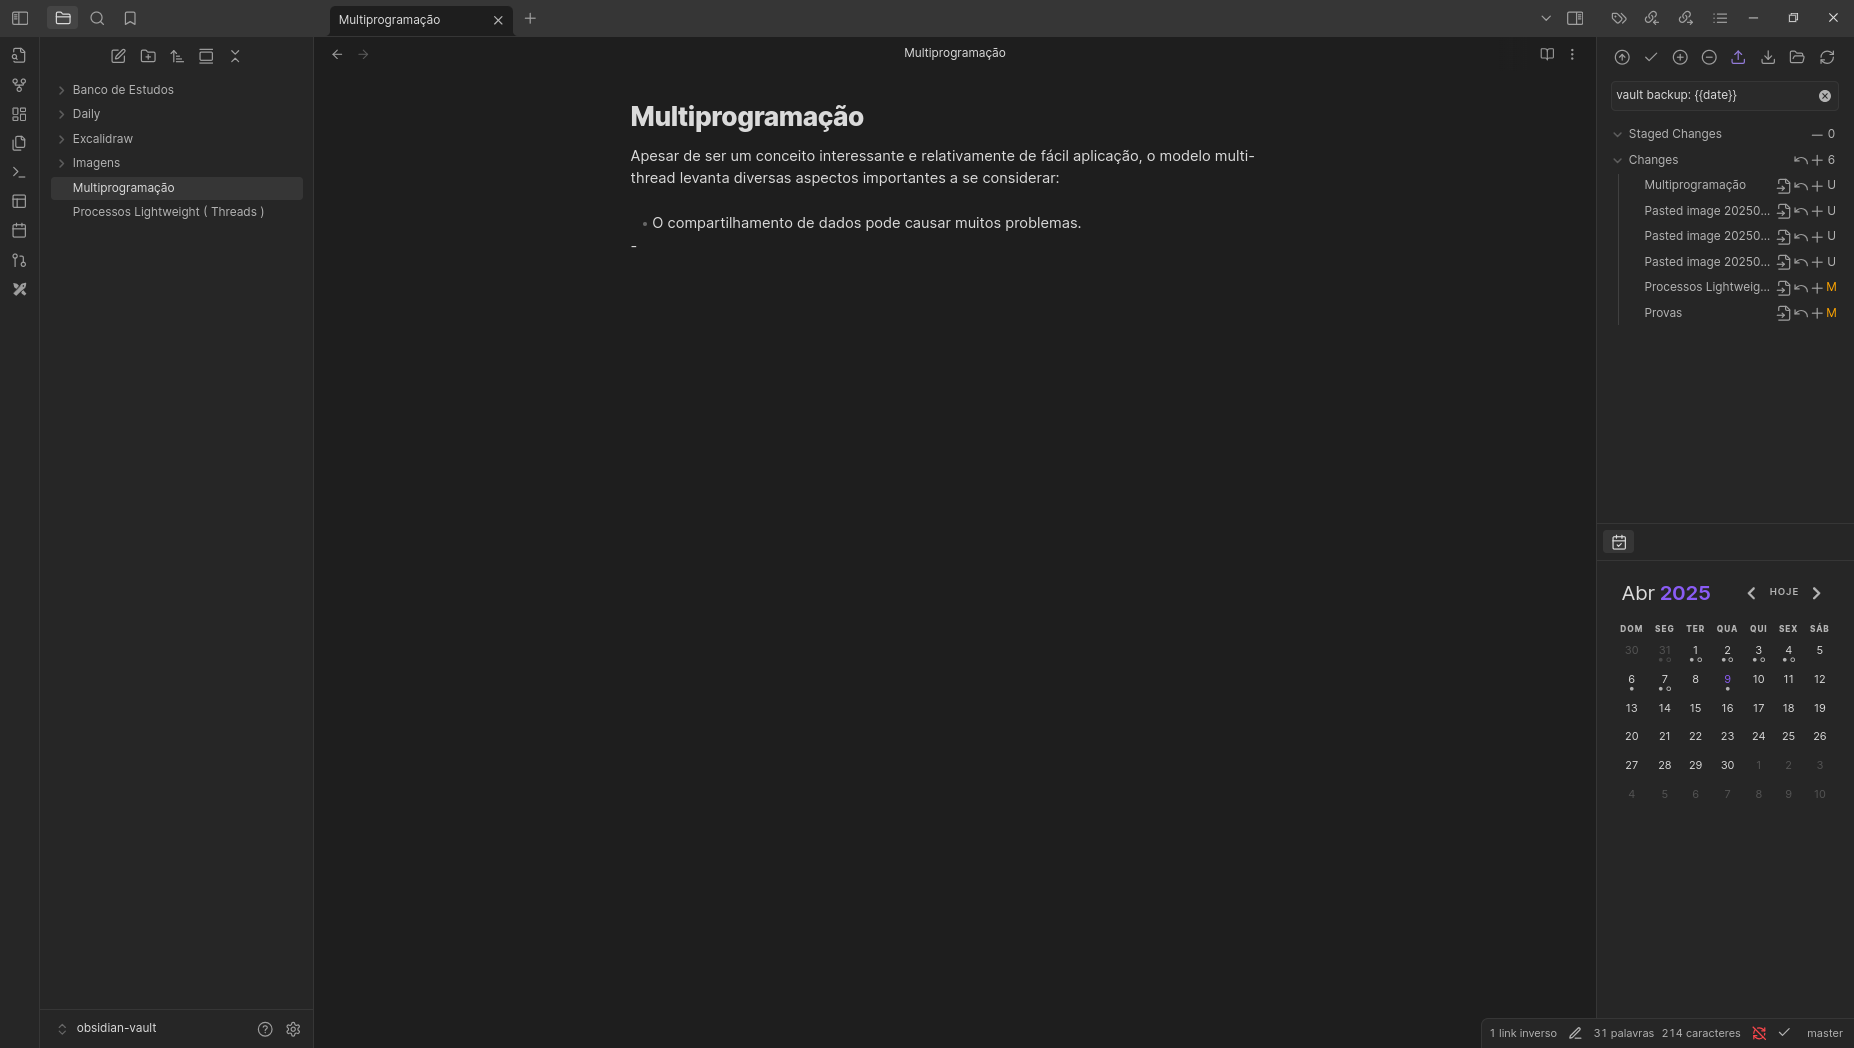 Multiprogramação
Banco de Estudos
Daily
Excalidraw
Imagens
Multiprogramação
Processos Lightweight ( Threads )
obsidian-vault
Multiprogramação
Multiprogramação
Apesar de ser um conceito interessante e relativamente de fácil aplicação, o modelo multi-
thread levanta diversas aspectos importantes a se considerar:
• O compartilhamento de dados pode causar muitos problemas.
-
vault backup: {{date}}
Staged Changes 0
Changes 6
Multiprogramação U
Pasted image 20250... U
Pasted image 20250... U
Pasted image 20250... U
Processos Lightweig... M
Provas M
Abr 2025 HOJE
DOM SEG TER QUA QUI SEX SÁB
30 31 1 2 3 4 5
6 7 8 9 10 11 12
13 14 15 16 17 18 19
20 21 22 23 24 25 26
27 28 29 30 1 2 3
4 5 6 7 8 9 10
1 link inverso 31 palavras 214 caracteres master